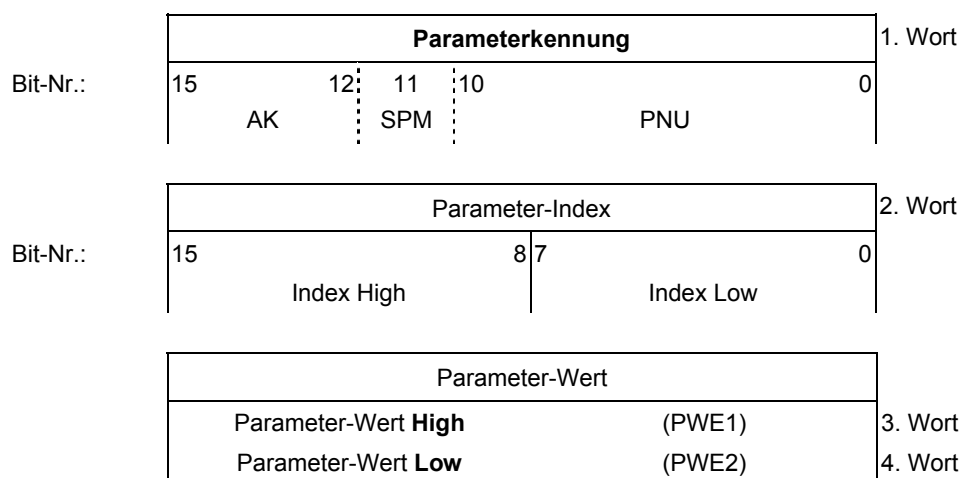 Parameterkennung 1. Wort
Bit-Nr.: 15 12 11 10 0
AK SPM PNU
Parameter-Index 2. Wort
Bit-Nr.: 15 8 7 0
Index High Index Low
Parameter-Wert
Parameter-Wert High (PWE1) 3. Wort
Parameter-Wert Low (PWE2) 4. Wort